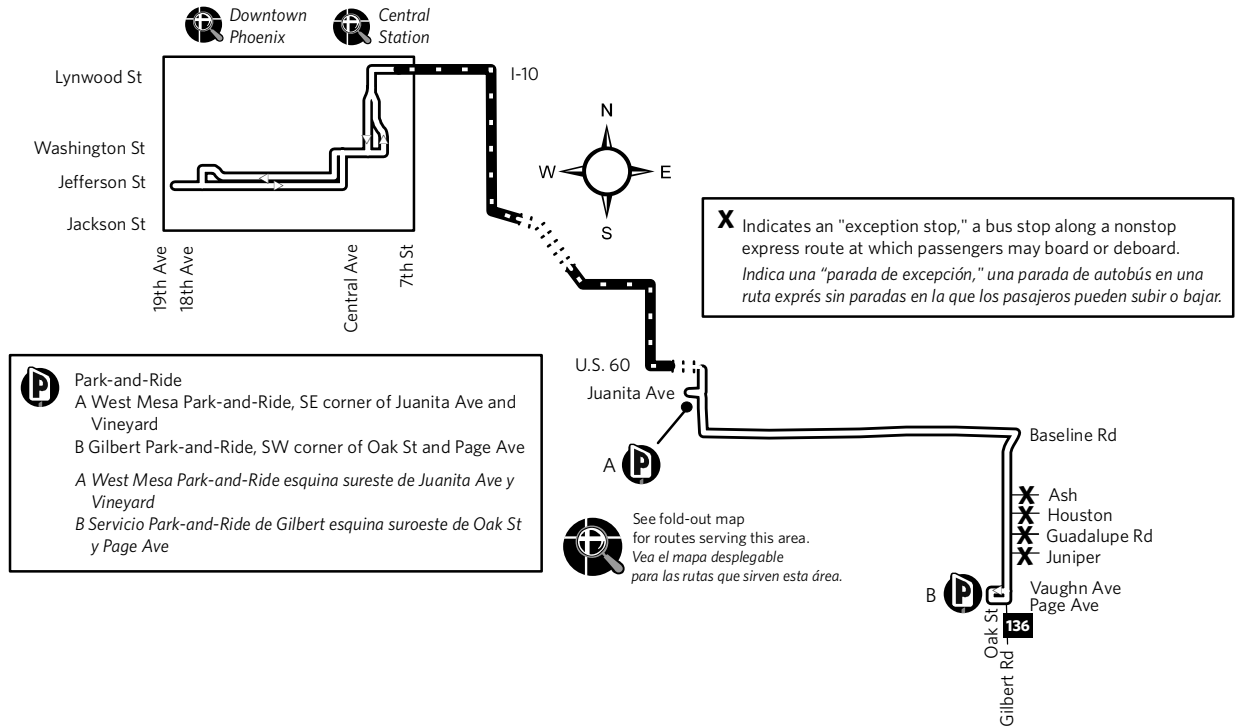 Downtown
Phoenix
Central
Station
Lynwood St
I-10
Washington St
Jefferson St
Jackson St
19th Ave
18th Ave
Central Ave
7th St
N
W
E
S
X Indicates an "exception stop," a bus stop along a nonstop
express route at which passengers may board or deboard.
Indica una “parada de excepción," una parada de autobús en una
ruta exprés sin paradas en la que los pasajeros pueden subir o bajar.
U.S. 60
Juanita Ave
P
Park-and-Ride
A West Mesa Park-and-Ride, SE corner of Juanita Ave and
Vineyard
B Gilbert Park-and-Ride, SW corner of Oak St and Page Ave
A West Mesa Park-and-Ride esquina sureste de Juanita Ave y
Vineyard
B Servicio Park-and-Ride de Gilbert esquina suroeste de Oak St
y Page Ave
A P
Baseline Rd
X Ash
X Houston
X Guadalupe Rd
X Juniper
See fold-out map
for routes serving this area.
Vea el mapa desplegable
para las rutas que sirven esta área.
B P
Vaughn Ave
Page Ave
136
Oak St
Gilbert Rd